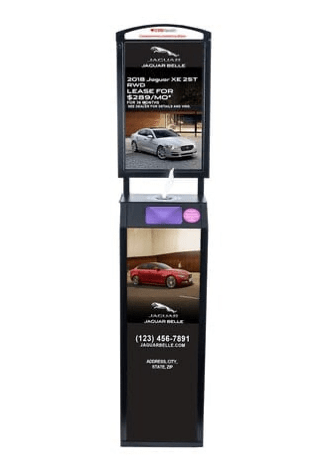 JAGUAR
JAGUAR BELLE
2018 Jaguar XE 25T
RWD
LEASE FOR
$289/MO*
FOR 36 MONTHS
SEE DEALER FOR DETAILS AND VINS.
JAGUAR
JAGUAR BELLE
(123) 456-7891
JAGUARBELLE.COM
ADDRESS, CITY,
STATE, ZIP